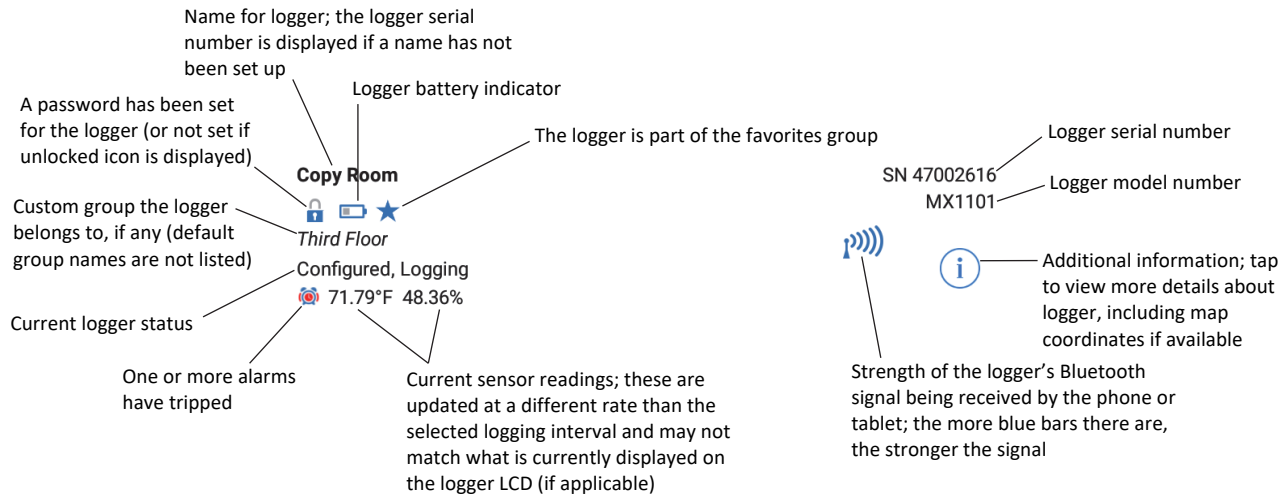 Name for logger; the logger serial
number is displayed if a name has not
been set up
Logger battery indicator
A password has been set
for the logger (or not set if
unlocked icon is displayed)
The logger is part of the favorites group
Logger serial number
Copy Room
SN 47002616
MX1101
Logger model number
Custom group the logger
belongs to, if any (default
group names are not listed)
Third Floor
Configured, Logging
71.79°F 48.36%
i
Additional information; tap
to view more details about
logger, including map
coordinates if available
Current logger status
One or more alarms
have tripped
Current sensor readings; these are
updated at a different rate than the
selected logging interval and may not
match what is currently displayed on
the logger LCD (if applicable)
Strength of the logger's Bluetooth
signal being received by the phone or
tablet; the more blue bars there are,
the stronger the signal